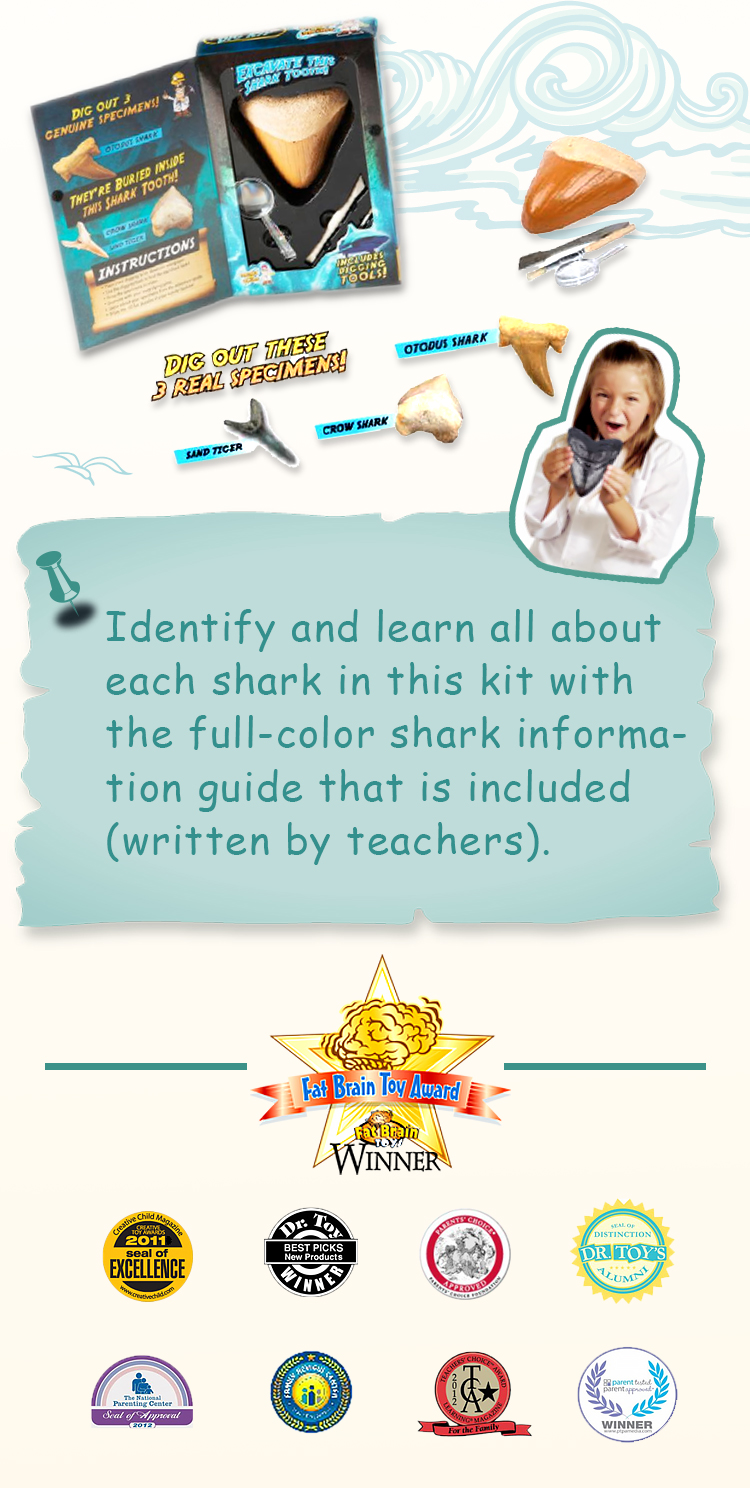 EXCAVATE THIS
SHARK TOOTH!
DIG OUT 3
GENUINE SPECIMENS!
OTODUS SHARK
THEY'RE BURIED INSIDE
THIS SHARK TOOTH!
CROW SHARK
SAND TIGER
INSTRUCTIONS
INCLUDES
DIGGING
TOOLS!
DIG OUT THESE
3 REAL SPECIMENS!
OTODUS SHARK
CROW SHARK
SAND TIGER
Identify and learn all about
each shark in this kit with
the full-color shark informa-
tion guide that is included
(written by teachers).
Fat Brain Toy Award
Fat Brain
TOYS
WINNER
Creative Child Magazine
CREATIVE
TOY AWARDS
2011
seal of
EXCELLENCE
www.creativechild.com
Dr. Toy
BEST PICKS
New Products
WINNER
PARENTS' CHOICE
APPROVED
PARENTS' CHOICE FOUNDATION
SEAL OF
DISTINCTION
DR. TOY'S
ALUMNI
The National
Parenting Center
Seal of Approval
2012
FAMILY REVIEW CENTER
TEACHERS' CHOICE AWARD
2012
TCA
LEARNING MAGAZINE
For the Family
parent tested
parent approved
WINNER
www.ptpamedia.com